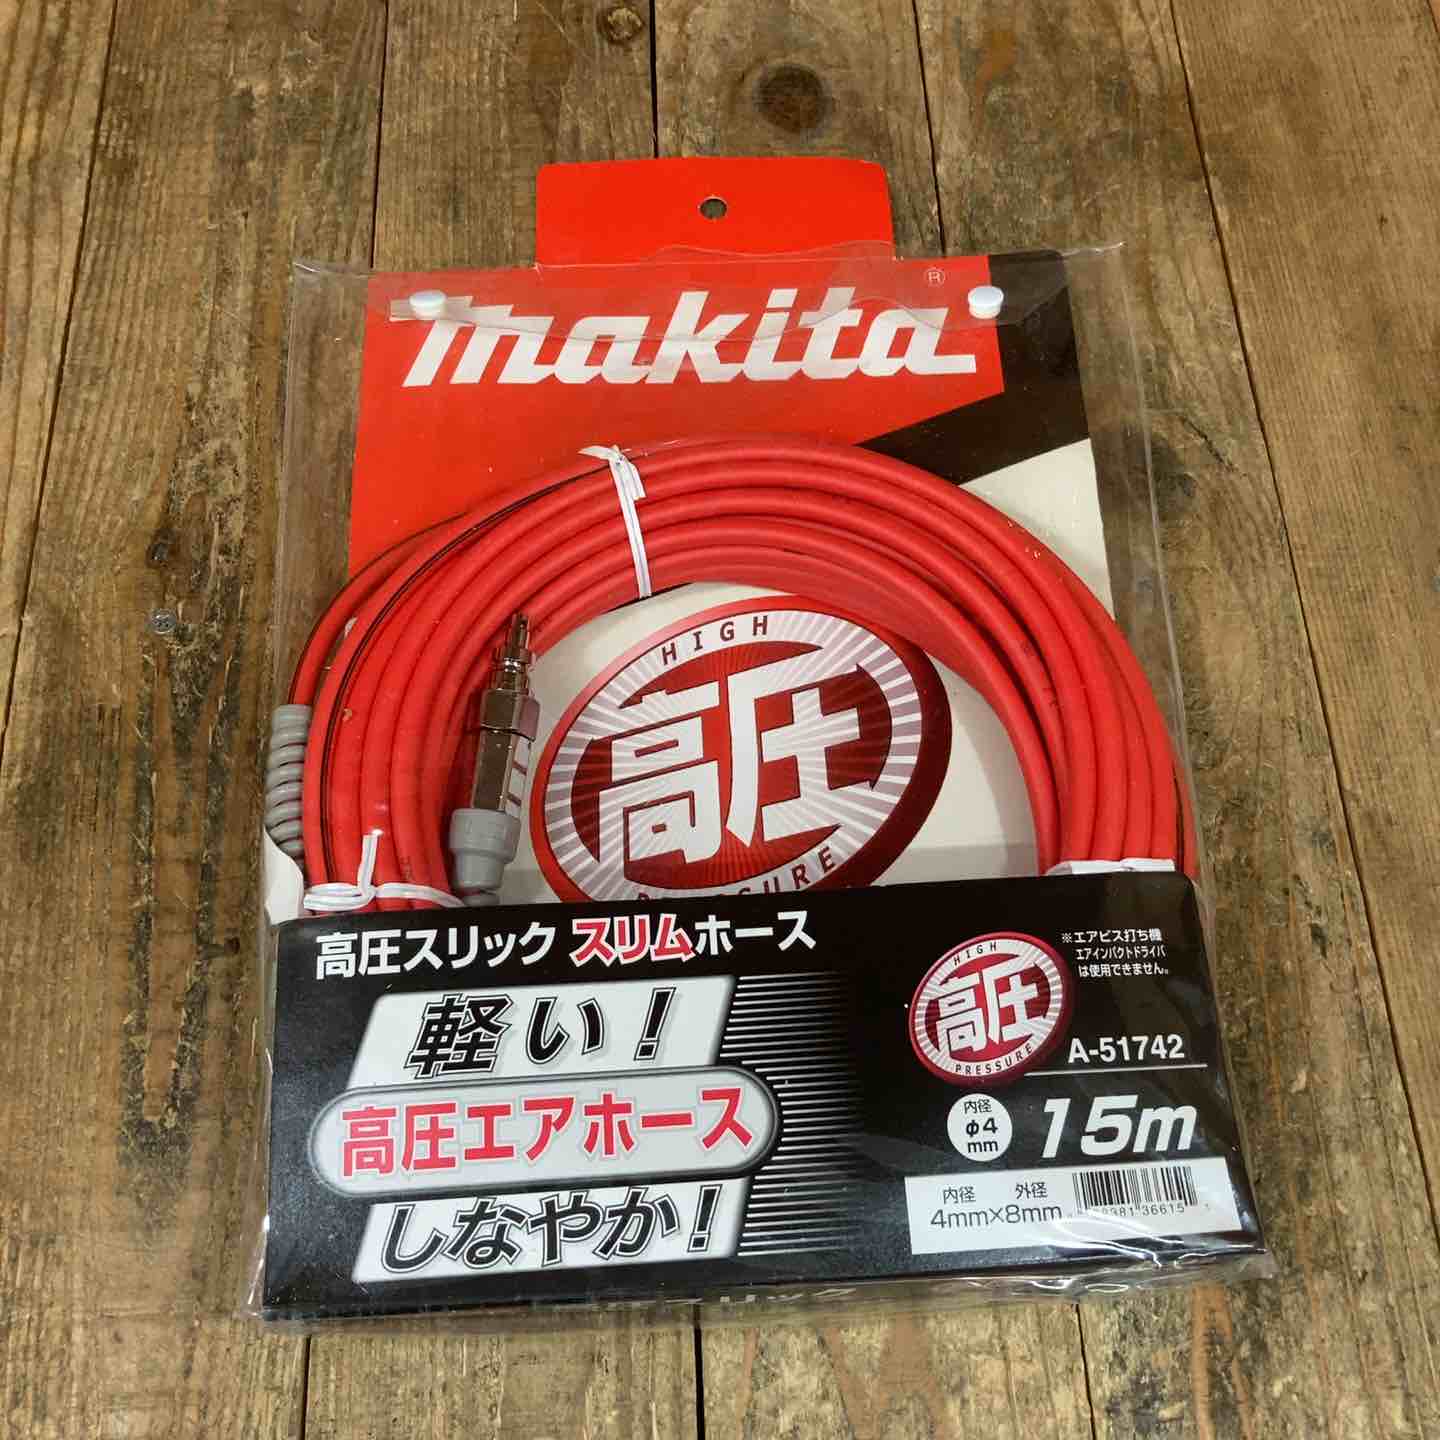 makita®
HIGH
高圧
PRESSURE
高圧スリック スリムホース
軽い!
高圧エアホース
しなやか!
※エアビス打ち機
エアインパクトドライバ
は使用できません。
HIGH
高圧
PRESSURE
A-51742
内径
φ4
mm
15m
内径 外径
4mm×8mm
381 36615